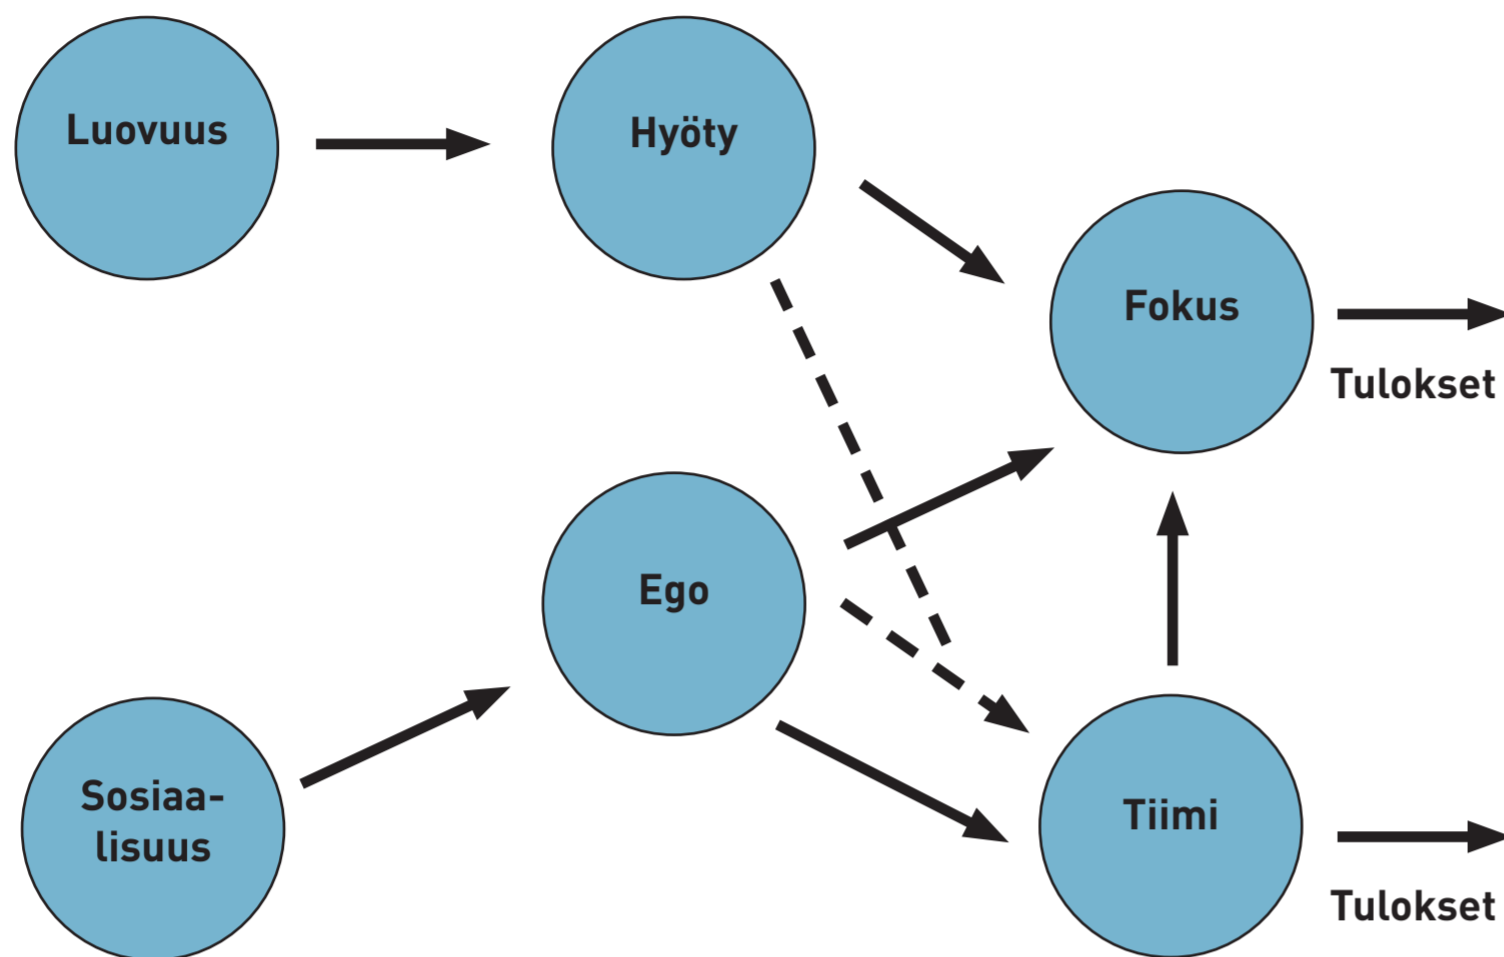 Luovuus
Hyöty
Fokus
Tulokset
Ego
Sosiaa-
lisuus
Tiimi
Tulokset